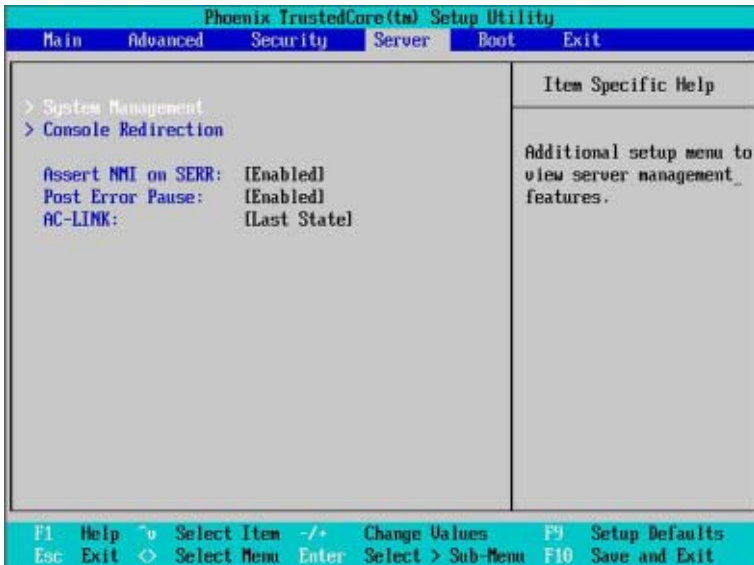 Phoenix TrustedCore(tm) Setup Utility
Main Advanced Security Server Boot Exit
Item Specific Help
> System Management
> Console Redirection
Additional setup menu to
view server management_
features.
Assert NMI on SERR: [Enabled]
Post Error Pause: [Enabled]
AC-LINK: [Last State]
F1 Help ^v Select Item -/+ Change Values F9 Setup Defaults
Esc Exit <> Select Menu Enter Select > Sub-Menu F10 Save and Exit